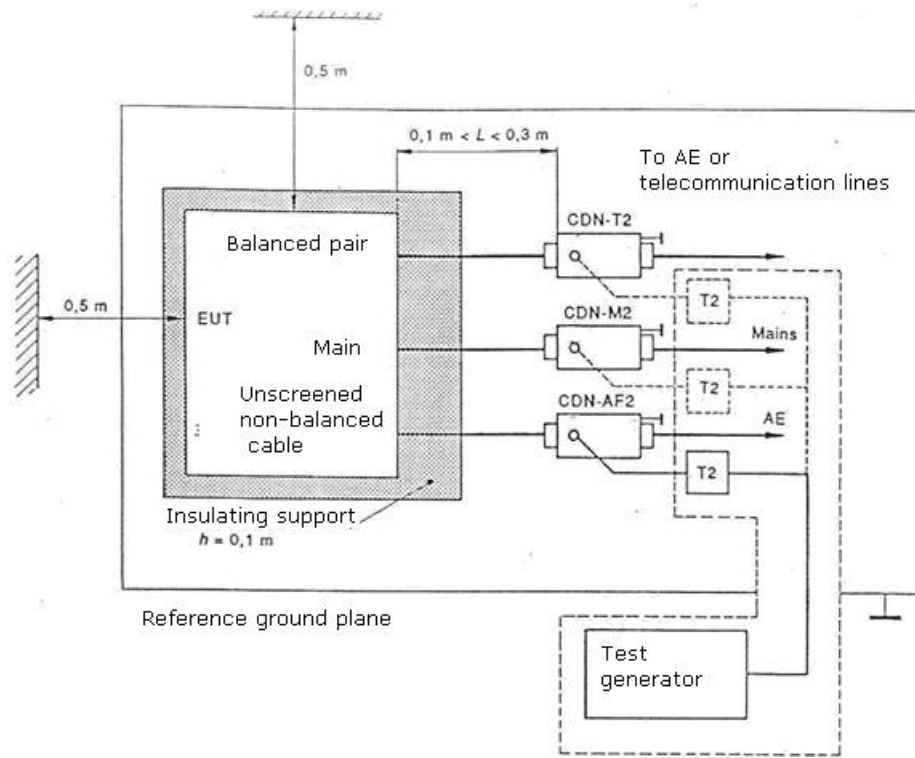 0,5 m
0,1 m < L < 0,3 m
To AE or
telecommunication lines
CDN-T2
Balanced pair
T2
0,5 m
EUT
CDN-M2
Mains
Main
T2
Unscreened
non-balanced
cable
CDN-AF2
AE
T2
Insulating support
h = 0,1 m
Reference ground plane
Test
generator